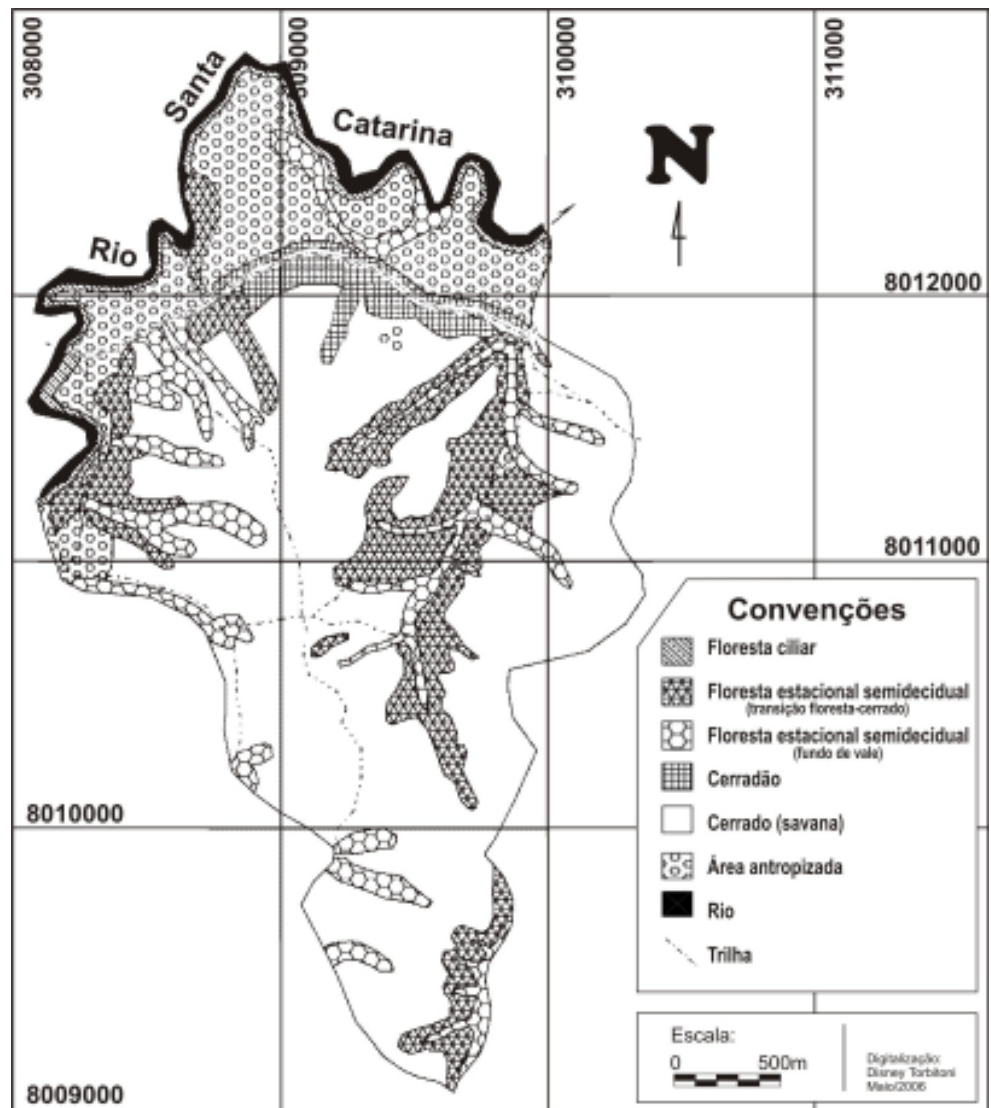 308000
309000
310000
311000
Santa
Catarina
Rio
N
8012000
8011000
8010000
8009000
Convenções
Floresta ciliar
Floresta estacional semidecidual
(transição floresta-cerrado)
Floresta estacional semidecidual
(fundo de vale)
Cerradão
Cerrado (savana)
Área antropizada
Rio
Trilha
Escala:
0 500m
Digitalização:
Disney Torbitoni
Maio/2006